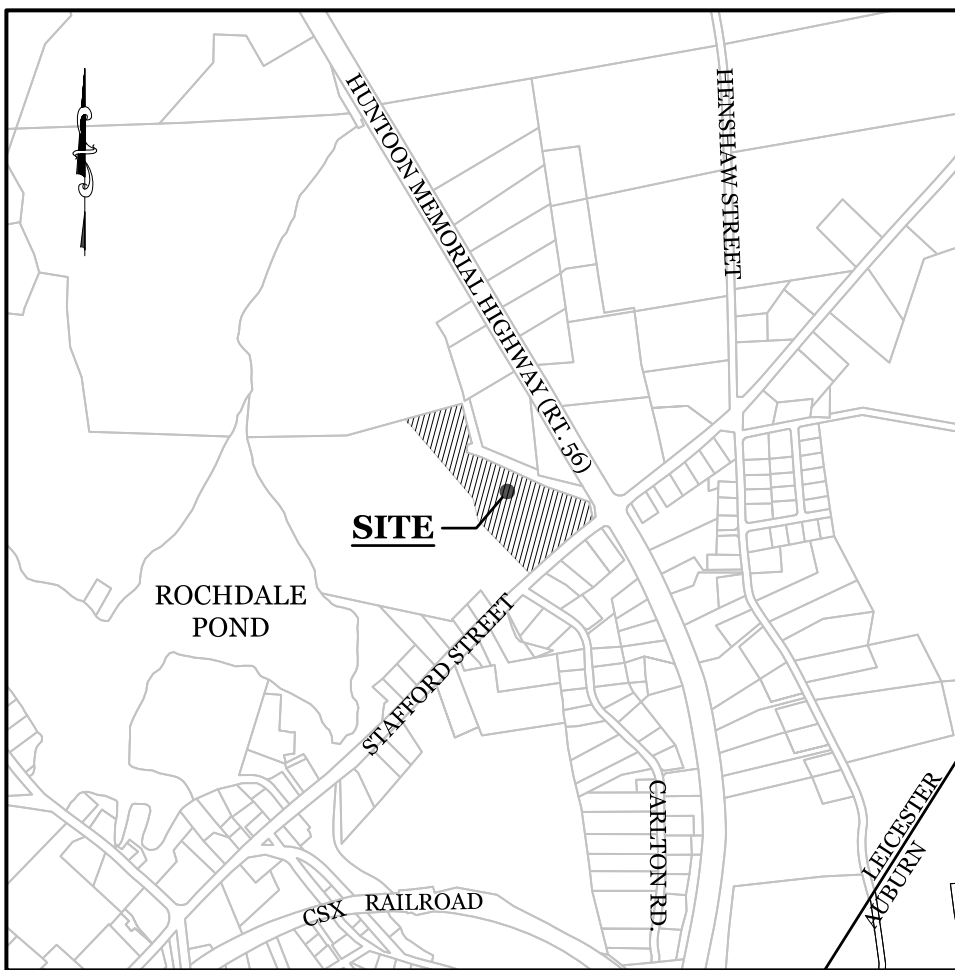 HUNTOON MEMORIAL HIGHWAY (RT. 56)
HENSHAW STREET
SITE
ROCHDALE
POND
STAFFORD STREET
CARLTON RD.
LEICESTER
AUBURN
CSX RAILROAD